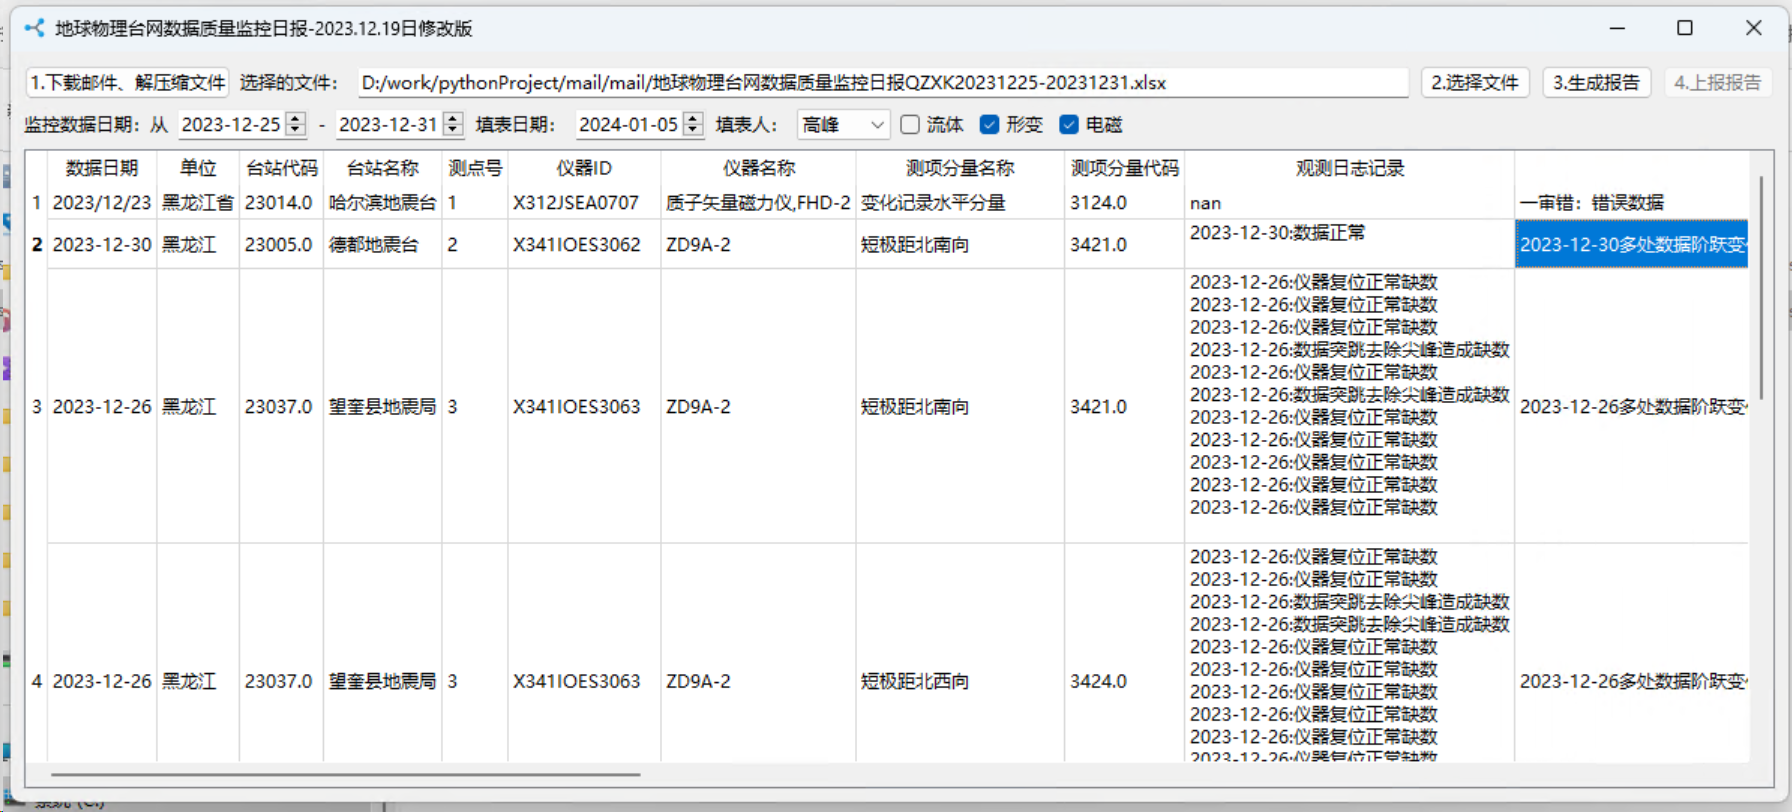 地球物理台网数据质量监控日报-2023.12.19日修改版
1.下载邮件、解压缩文件 选择的文件: D:/work/pythonProject/mail/mail/地球物理台网数据质量监控日报QZXK20231225-20231231.xlsx 2.选择文件 3.生成报告 4.上报报告
监控数据日期: 从 2023-12-25 - 2023-12-31 填表日期: 2024-01-05 填表人: 高峰 流体 形变 电磁
数据日期 单位 台站代码 台站名称 测点号 仪器ID 仪器名称 测项分量名称 测项分量代码 观测日志记录
1 2023/12/23 黑龙江省 23014.0 哈尔滨地震台 1 X312JSEA0707 质子矢量磁力仪,FHD-2 变化记录水平分量 3124.0 nan 一审错: 错误数据
2 2023-12-30 黑龙江 23005.0 德都地震台 2 X341IOES3062 ZD9A-2 短极距北南向 3421.0 2023-12-30:数据正常 2023-12-30多处数据阶跃变
2023-12-26:仪器复位正常缺数
2023-12-26:仪器复位正常缺数
2023-12-26:仪器复位正常缺数
2023-12-26:数据突跳去除尖峰造成缺数
2023-12-26:仪器复位正常缺数
2023-12-26:数据突跳去除尖峰造成缺数
3 2023-12-26 黑龙江 23037.0 望奎县地震局 3 X341IOES3063 ZD9A-2 短极距北南向 3421.0 2023-12-26多处数据阶跃变
2023-12-26:仪器复位正常缺数
2023-12-26:仪器复位正常缺数
2023-12-26:仪器复位正常缺数
2023-12-26:仪器复位正常缺数
2023-12-26:仪器复位正常缺数
2023-12-26:仪器复位正常缺数
2023-12-26:仪器复位正常缺数
2023-12-26:数据突跳去除尖峰造成缺数
2023-12-26:数据突跳去除尖峰造成缺数
2023-12-26:仪器复位正常缺数
2023-12-26:仪器复位正常缺数
4 2023-12-26 黑龙江 23037.0 望奎县地震局 3 X341IOES3063 ZD9A-2 短极距北西向 3424.0 2023-12-26多处数据阶跃变
2023-12-26:仪器复位正常缺数
2023-12-26:仪器复位正常缺数
2023-12-26:仪器复位正常缺数
2023-12-26:仪器复位正常缺数